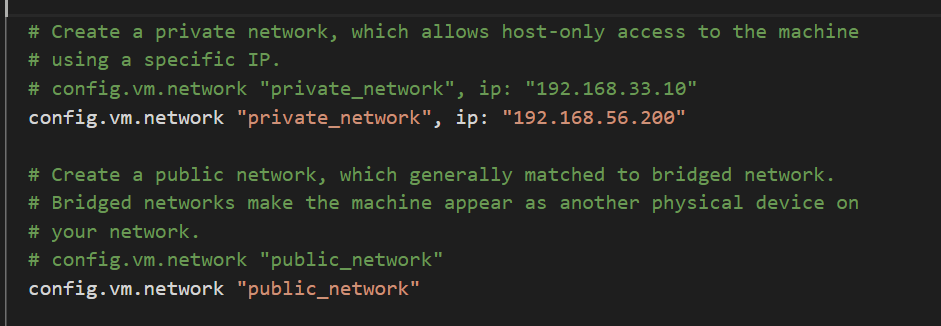 # Create a private network, which allows host-only access to the machine
# using a specific IP.
# config.vm.network "private_network", ip: "192.168.33.10"
config.vm.network "private_network", ip: "192.168.56.200"
# Create a public network, which generally matched to bridged network.
# Bridged networks make the machine appear as another physical device on
# your network.
# config.vm.network "public_network"
config.vm.network "public_network"